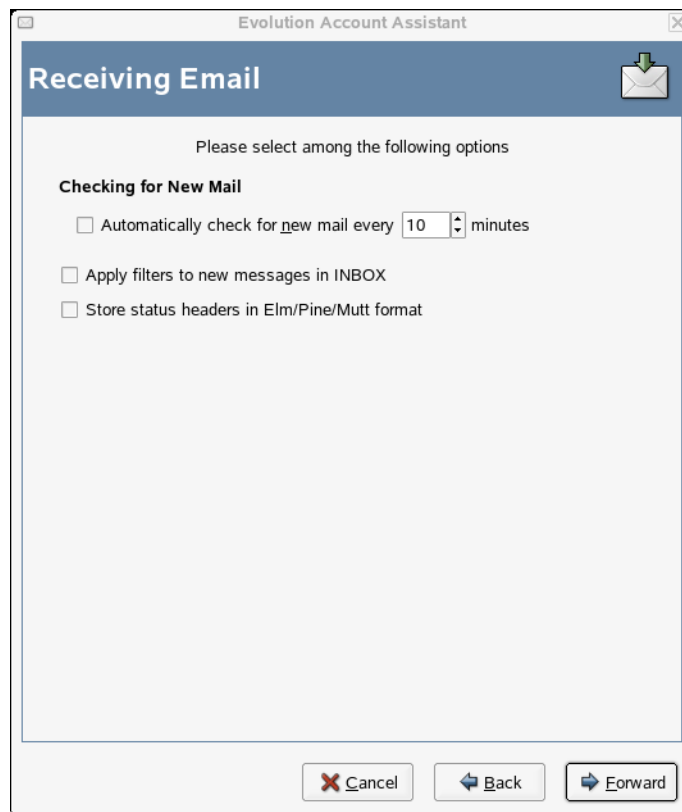 Evolution Account Assistant
Receiving Email
Please select among the following options
Checking for New Mail
Automatically check for new mail every 10 minutes
Apply filters to new messages in INBOX
Store status headers in Elm/Pine/Mutt format
Cancel Back Forward